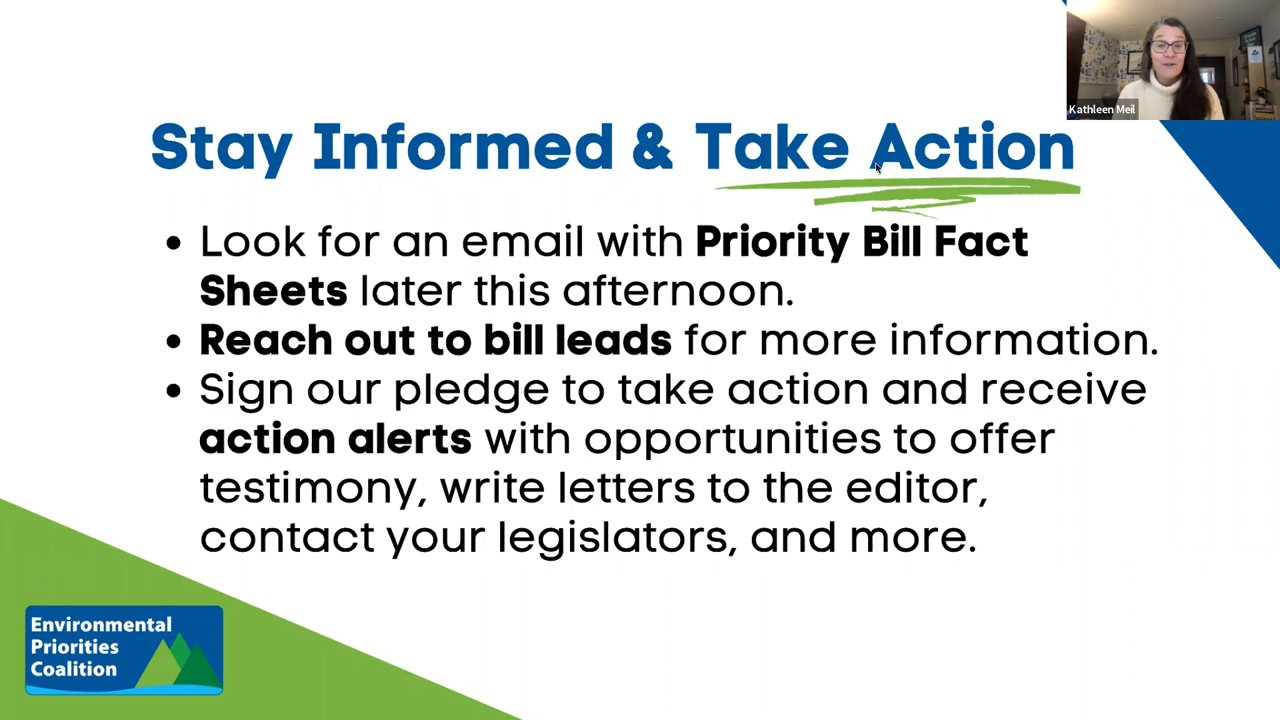 Kathleen Meil
Stay Informed & Take Action
• Look for an email with Priority Bill Fact
Sheets later this afternoon.
• Reach out to bill leads for more information.
• Sign our pledge to take action and receive
action alerts with opportunities to offer
testimony, write letters to the editor,
contact your legislators, and more.
Environmental
Priorities
Coalition